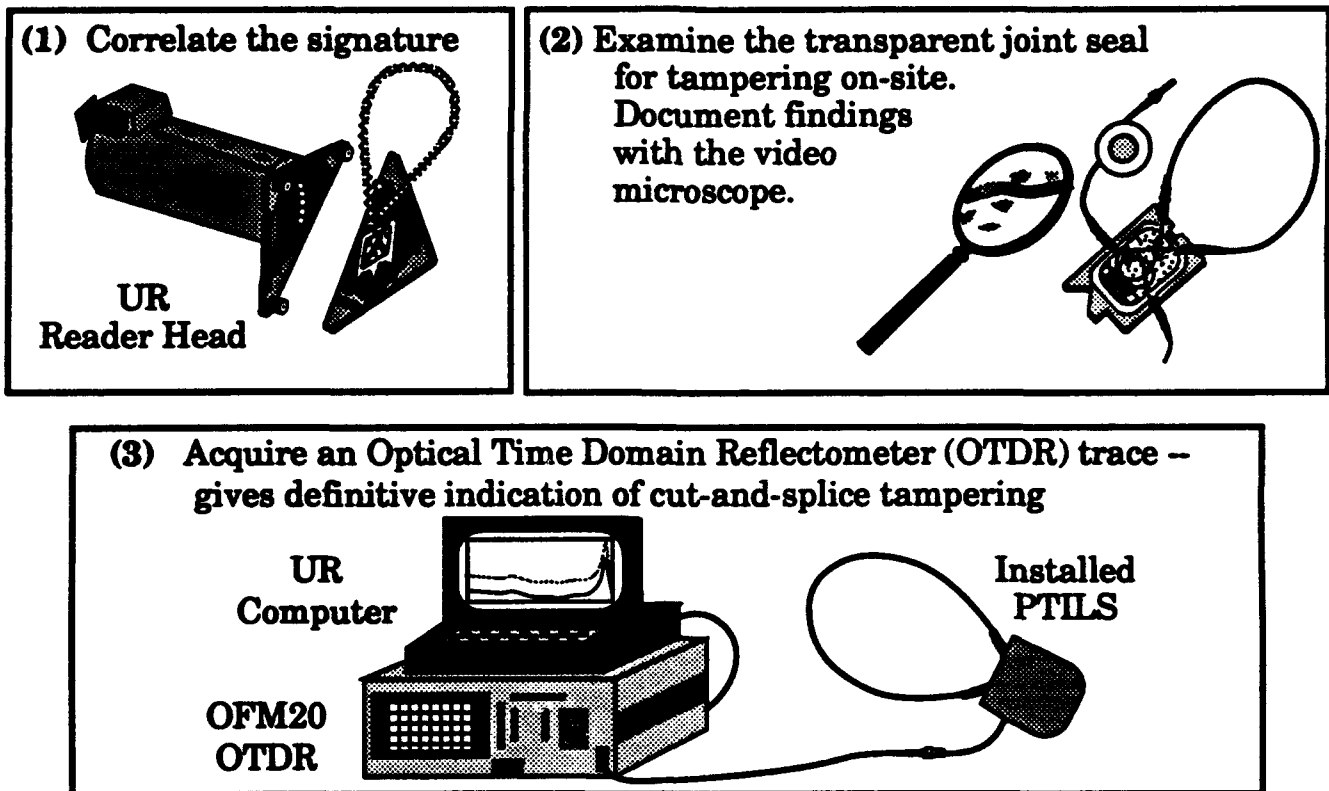 (1) Correlate the signature
UR
Reader Head
(2) Examine the transparent joint seal
for tampering on-site.
Document findings
with the video
microscope.
(3) Acquire an Optical Time Domain Reflectometer (OTDR) trace –
gives definitive indication of cut-and-splice tampering
UR
Computer
OFM20
OTDR
Installed
PTILS